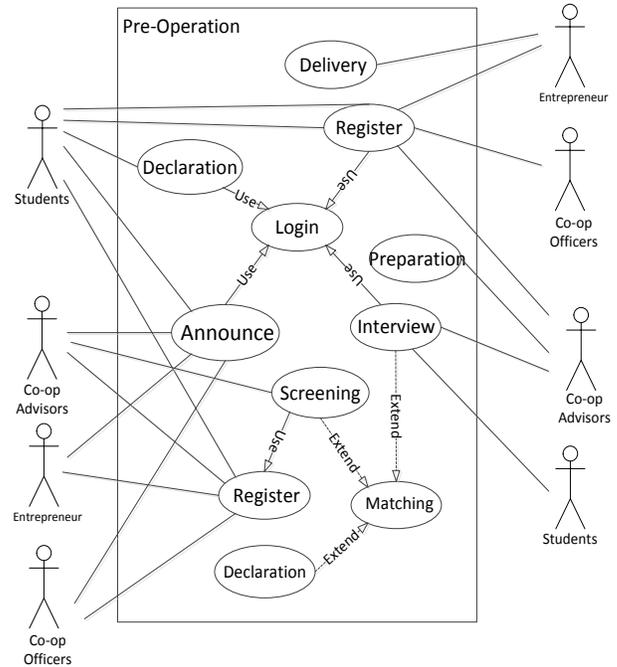 Pre-Operation
Delivery
Entrepreneur
Register
Declaration
Students
Use
Use
Co-op
Officers
Login
Preparation
Use
Use
Announce
Interview
Co-op
Advisors
Co-op
Advisors
Screening
Extend
Use
Extend
Entrepreneur
Register
Matching
Students
Extend
Declaration
Co-op
Officers